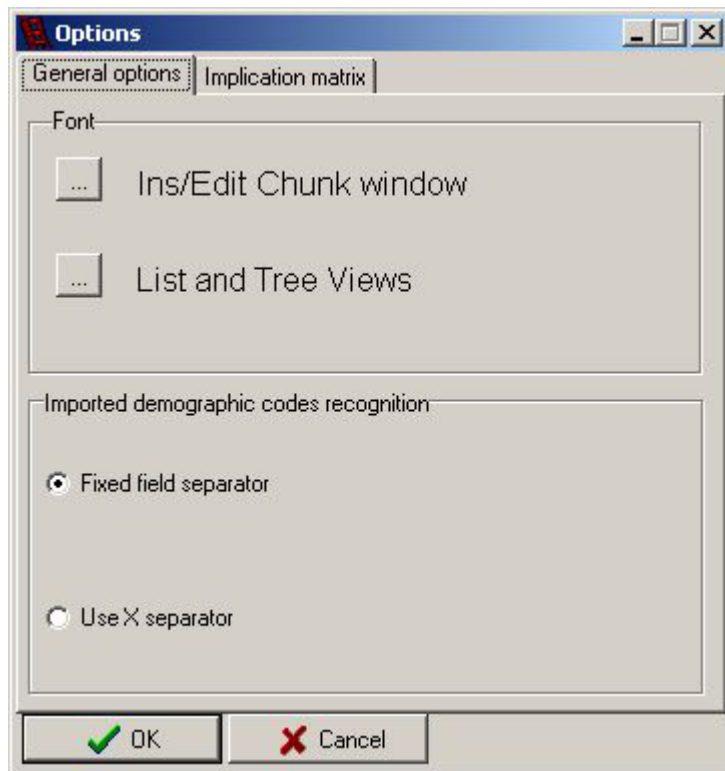 Options
General options
Implication matrix
Font
... Ins/Edit Chunk window
... List and Tree Views
Imported demographic codes recognition
Fixed field separator
Use X separator
OK
Cancel